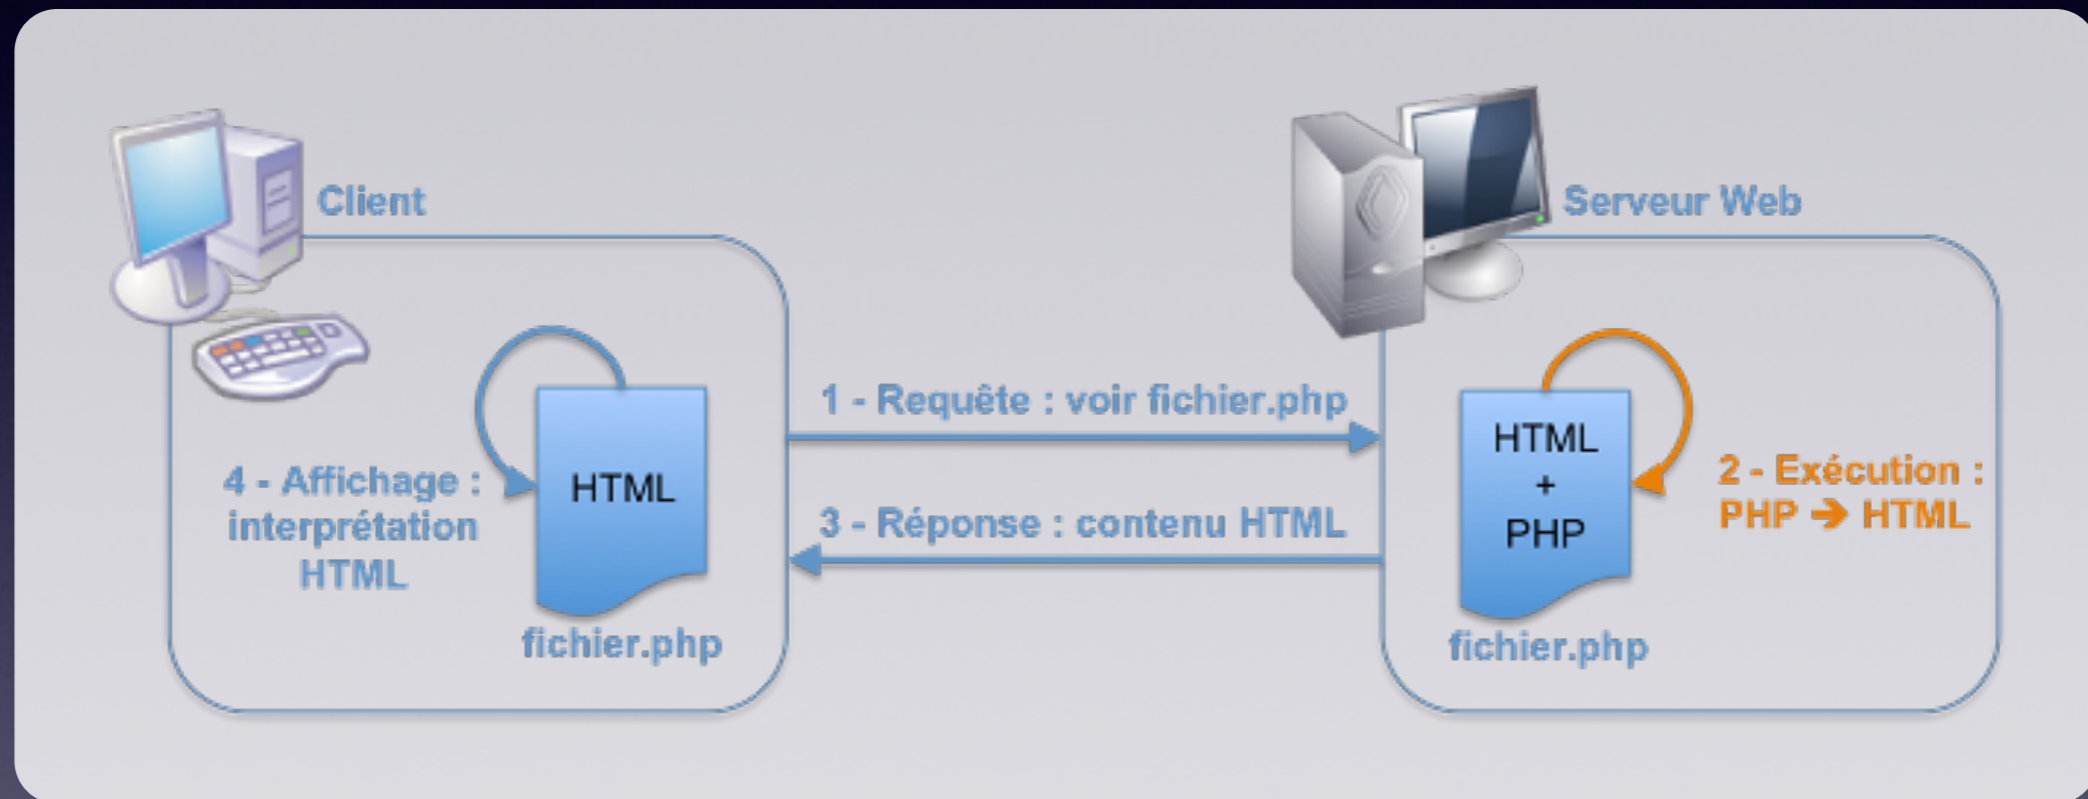 Client
Serveur Web
1 - Requête : voir fichier.php
HTML
+
PHP
2 - Exécution :
PHP ➔ HTML
3 - Réponse : contenu HTML
4 - Affichage :
interprétation
HTML
HTML
fichier.php
fichier.php